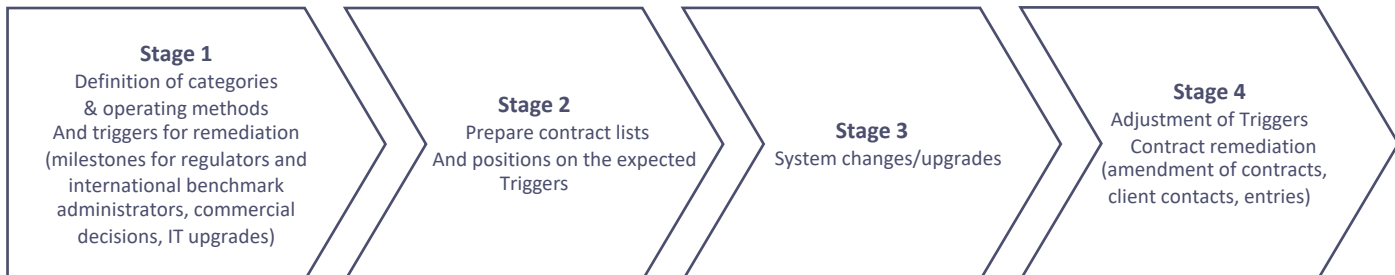 Stage 1
Definition of categories
& operating methods
And triggers for remediation
(milestones for regulators and
international benchmark
administrators, commercial
decisions, IT upgrades)
Stage 2
Prepare contract lists
And positions on the expected
Triggers
Stage 3
System changes/upgrades
Stage 4
Adjustment of Triggers
Contract remediation
(amendment of contracts,
client contacts, entries)